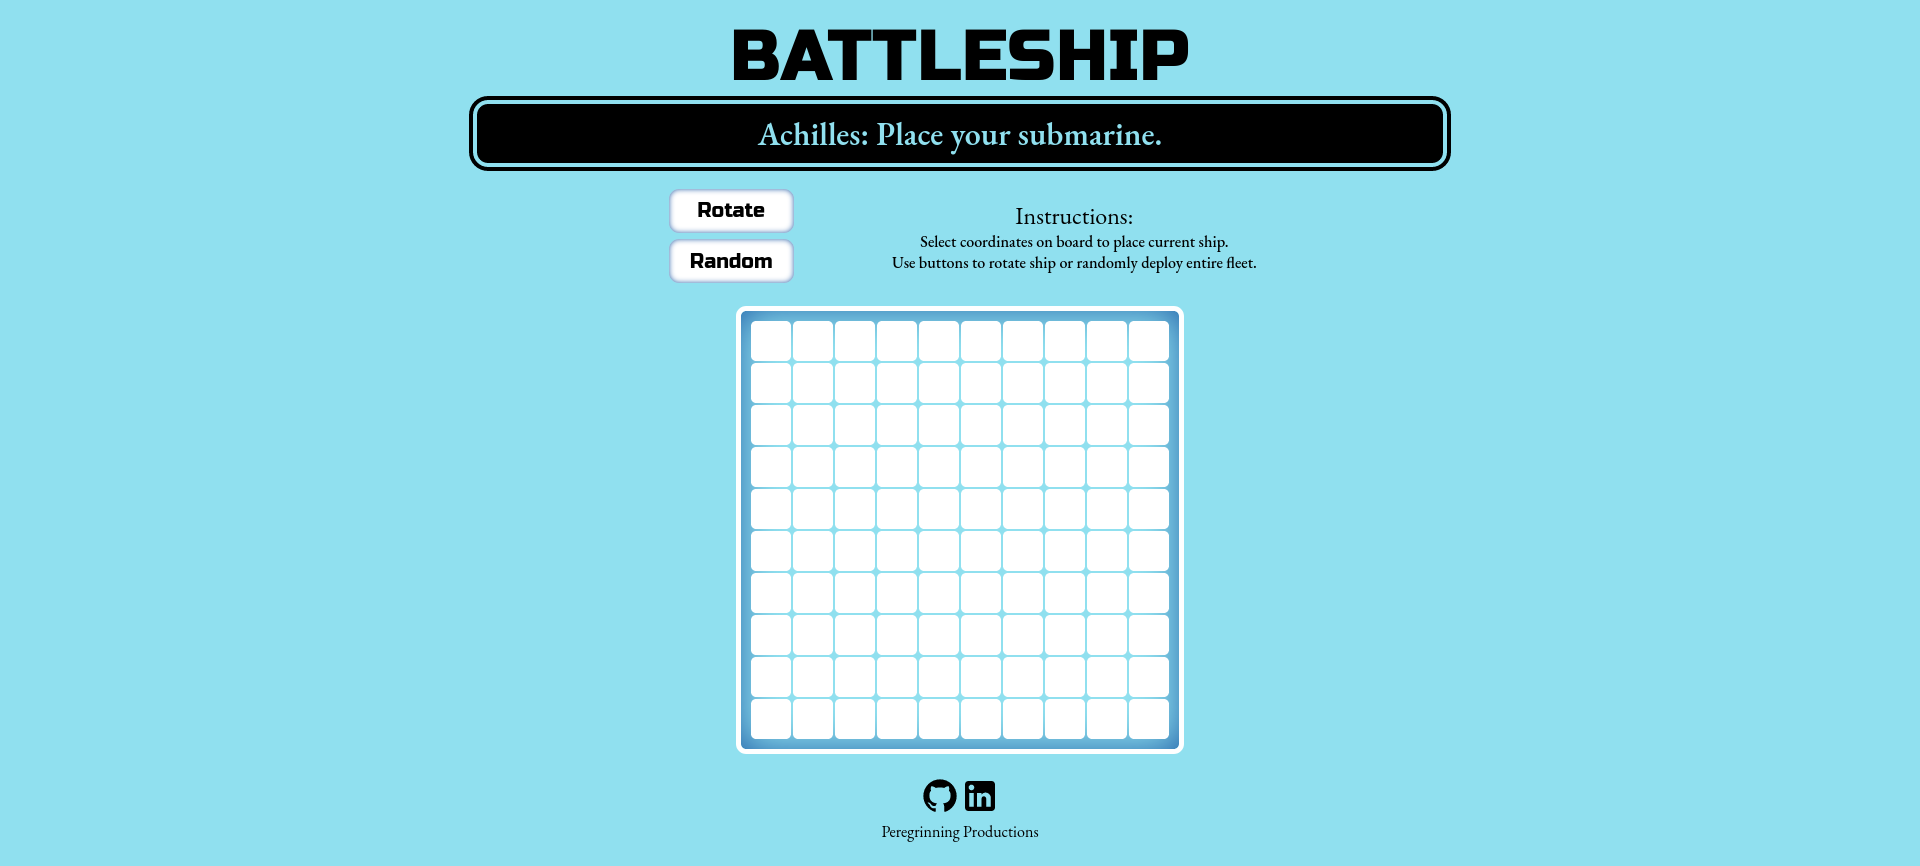 BATTLESHIP
Achilles: Place your submarine.
Rotate
Random
Instructions:
Select coordinates on board to place current ship.
Use buttons to rotate ship or randomly deploy entire fleet.
in
Peregrinning Productions